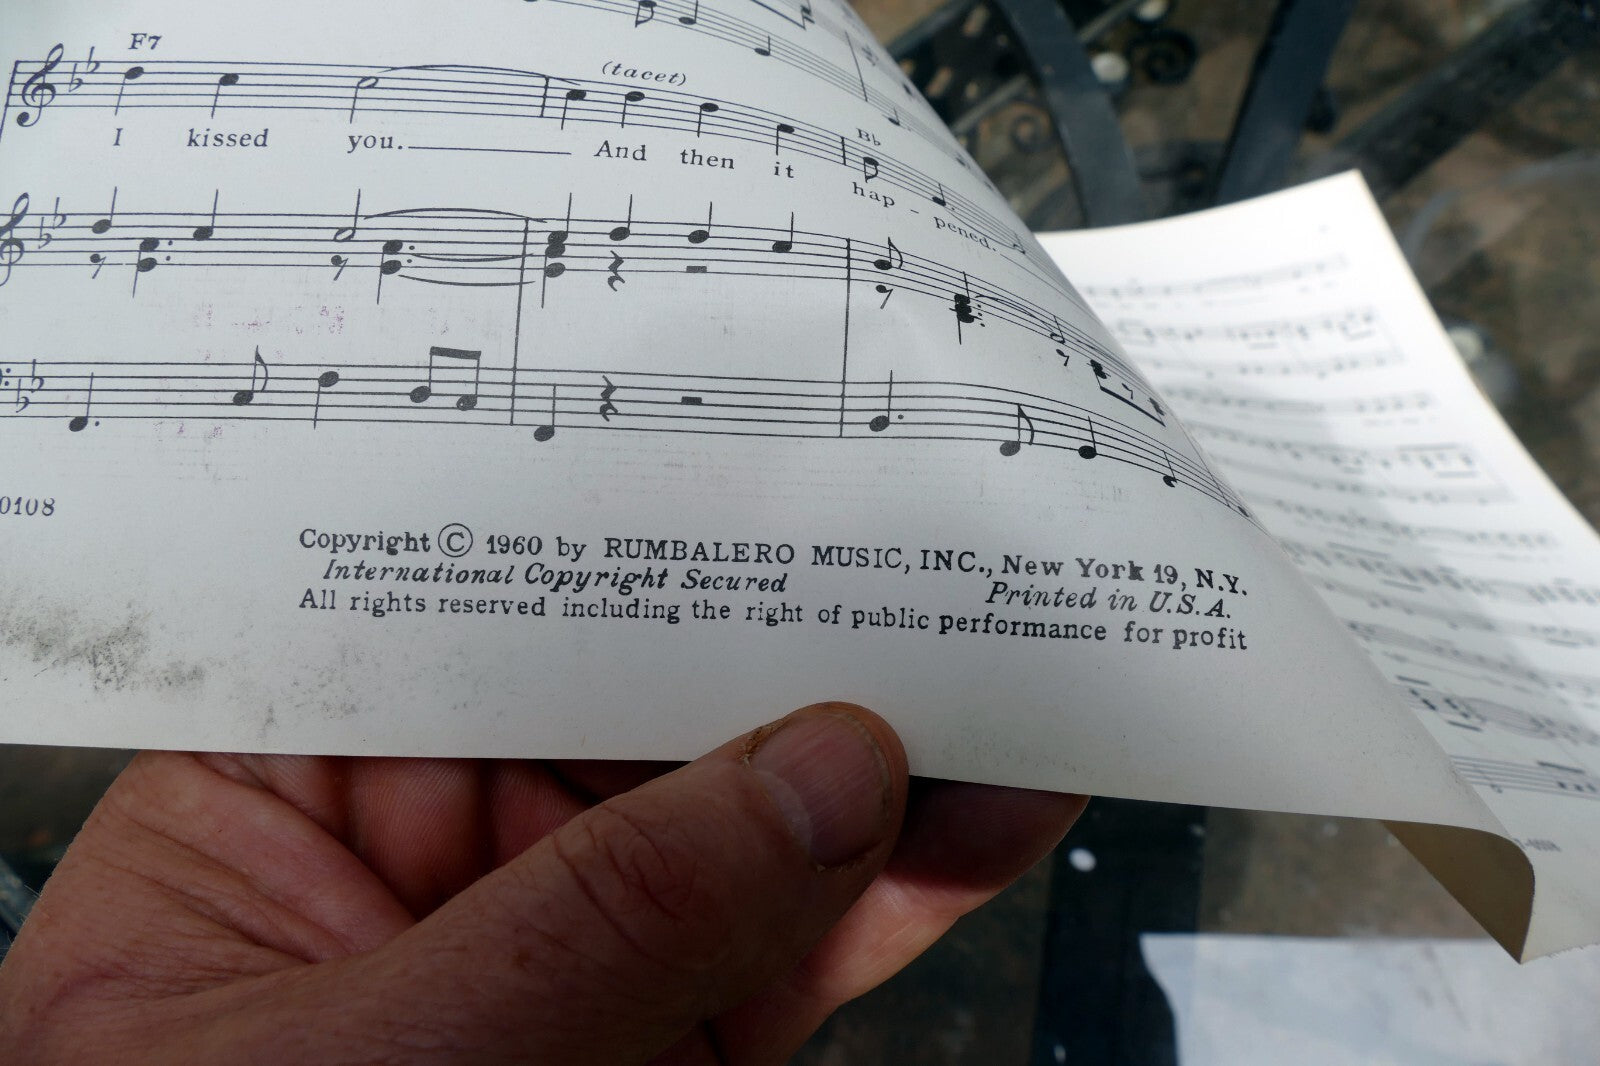 F7
(tacet)
I kissed you. And then it hap - pened.
Bb
0108
Copyright © 1960 by RUMBALERO MUSIC, INC., New York 19, N.Y.
International Copyright Secured Printed in U.S.A.
All rights reserved including the right of public performance for profit